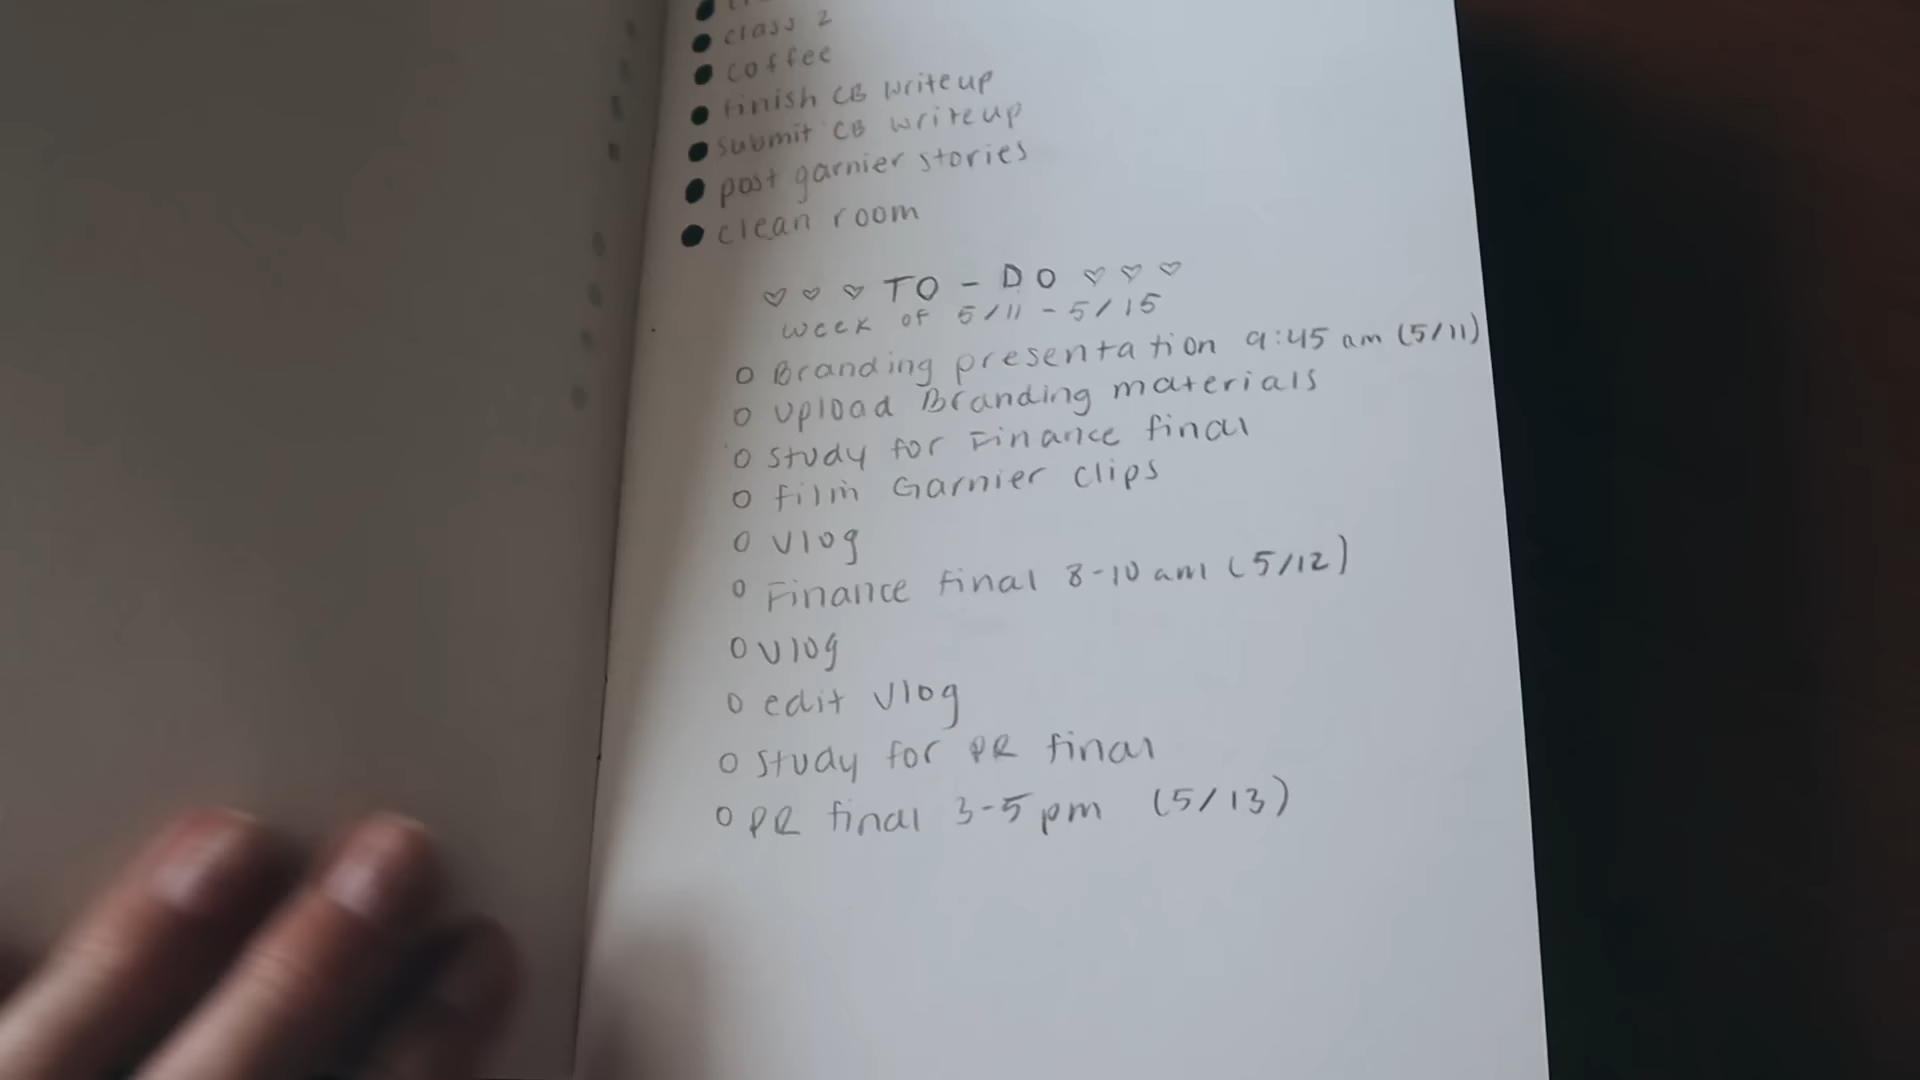 class 2
coffee
finish CB writeup
submit CB writeup
post garnier stories
clean room
♡ ♡ ♡ TO - DO ♡ ♡ ♡
week of 5/11 - 5/15
Branding presentation 9:45 am (5/11)
upload Branding materials
study for Finance final
film Garnier clips
vlog
Finance final 8-10 am (5/12)
vlog
edit vlog
study for PR final
PR final 3-5 pm (5/13)